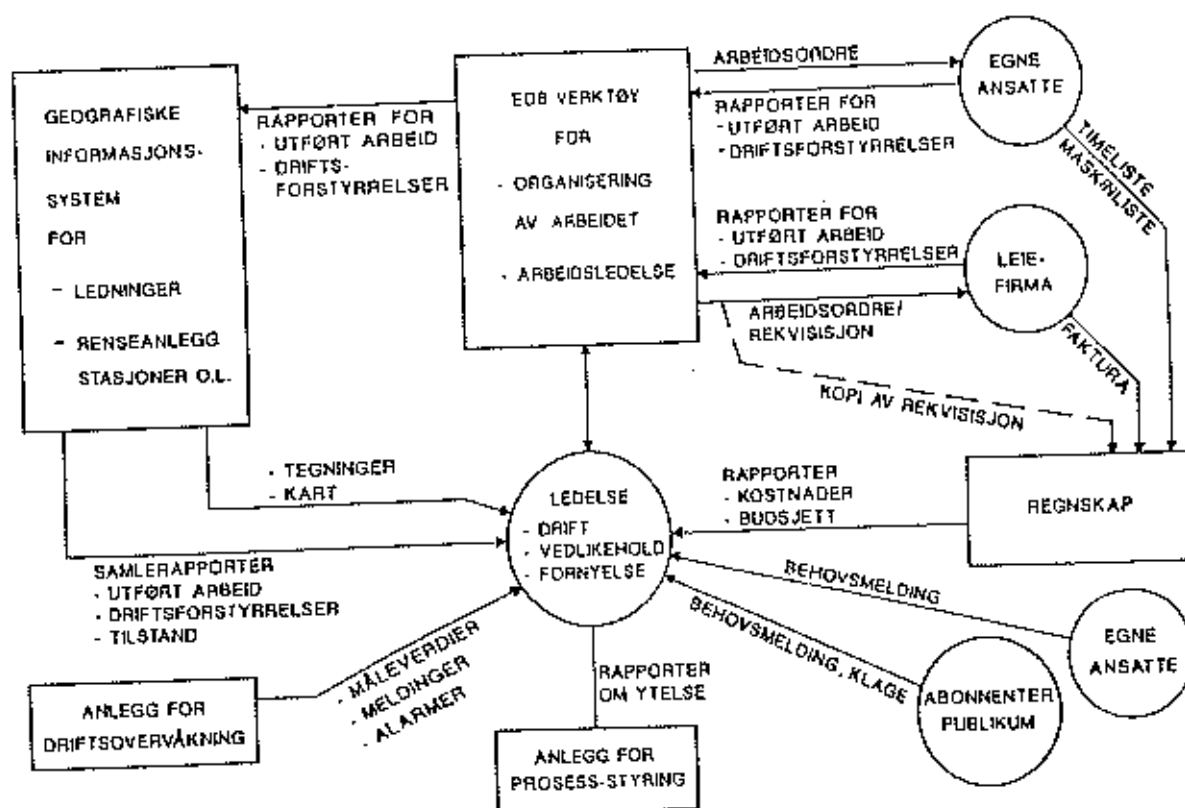 GEOGRAFISKE
INFORMASJONS-
SYSTEM
FOR
- LEDNINGER
- RENSEANLEGG
STASJONER O.L.
RAPPORTER FOR
- UTFØRT ARBEID
- DRIFTS-
FORSTYRRELSER
EDB VERKTØY
FOR
- ORGANISERING
AV ARBEIDET
- ARBEIDSLEDELSE
ARBEIDSORDRE
RAPPORTER FOR
- UTFØRT ARBEID
- DRIFTSFORSTYRRELSER
EGNE
ANSATTE
TIMELISTE
MASKINLISTE
RAPPORTER FOR
- UTFØRT ARBEID
- DRIFTSFORSTYRRELSER
LEIE-
FIRMA
ARBEIDSORDRE/
REKVISISJON
FAKTURA
KOPI AV REKVISISJON
- TEGNINGER
- KART
LEDELSE
- DRIFT
- VEDLIKEHOLD
- FORNYELSE
RAPPORTER
- KOSTNADER
- BUDSJETT
REGNSKAP
SAMLERAPPORTER
- UTFØRT ARBEID
- DRIFTSFORSTYRRELSER
- TILSTAND
BEHOVSMELDING
EGNE
ANSATTE
BEHOVSMELDING, KLAGE
ABONNENTER
PUBLIKUM
ANLEGG FOR
DRIFTSOVERVÅKNING
- MÅLEVERDIER
- MELDINGER
- ALARMER
RAPPORTER
OM YTELSE
ANLEGG FOR
PROSESS-STYRING